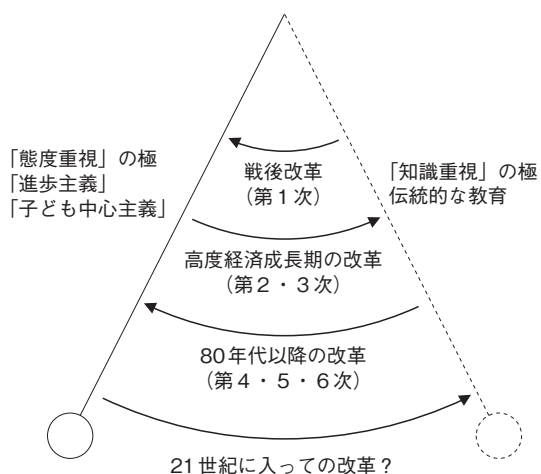 戦後改革
(第1次)
「態度重視」の極
「進歩主義」
「子ども中心主義」
「知識重視」の極
伝統的な教育
高度経済成長期の改革
(第2・3次)
80年代以降の改革
(第4・5・6次)
21世紀に入っての改革?